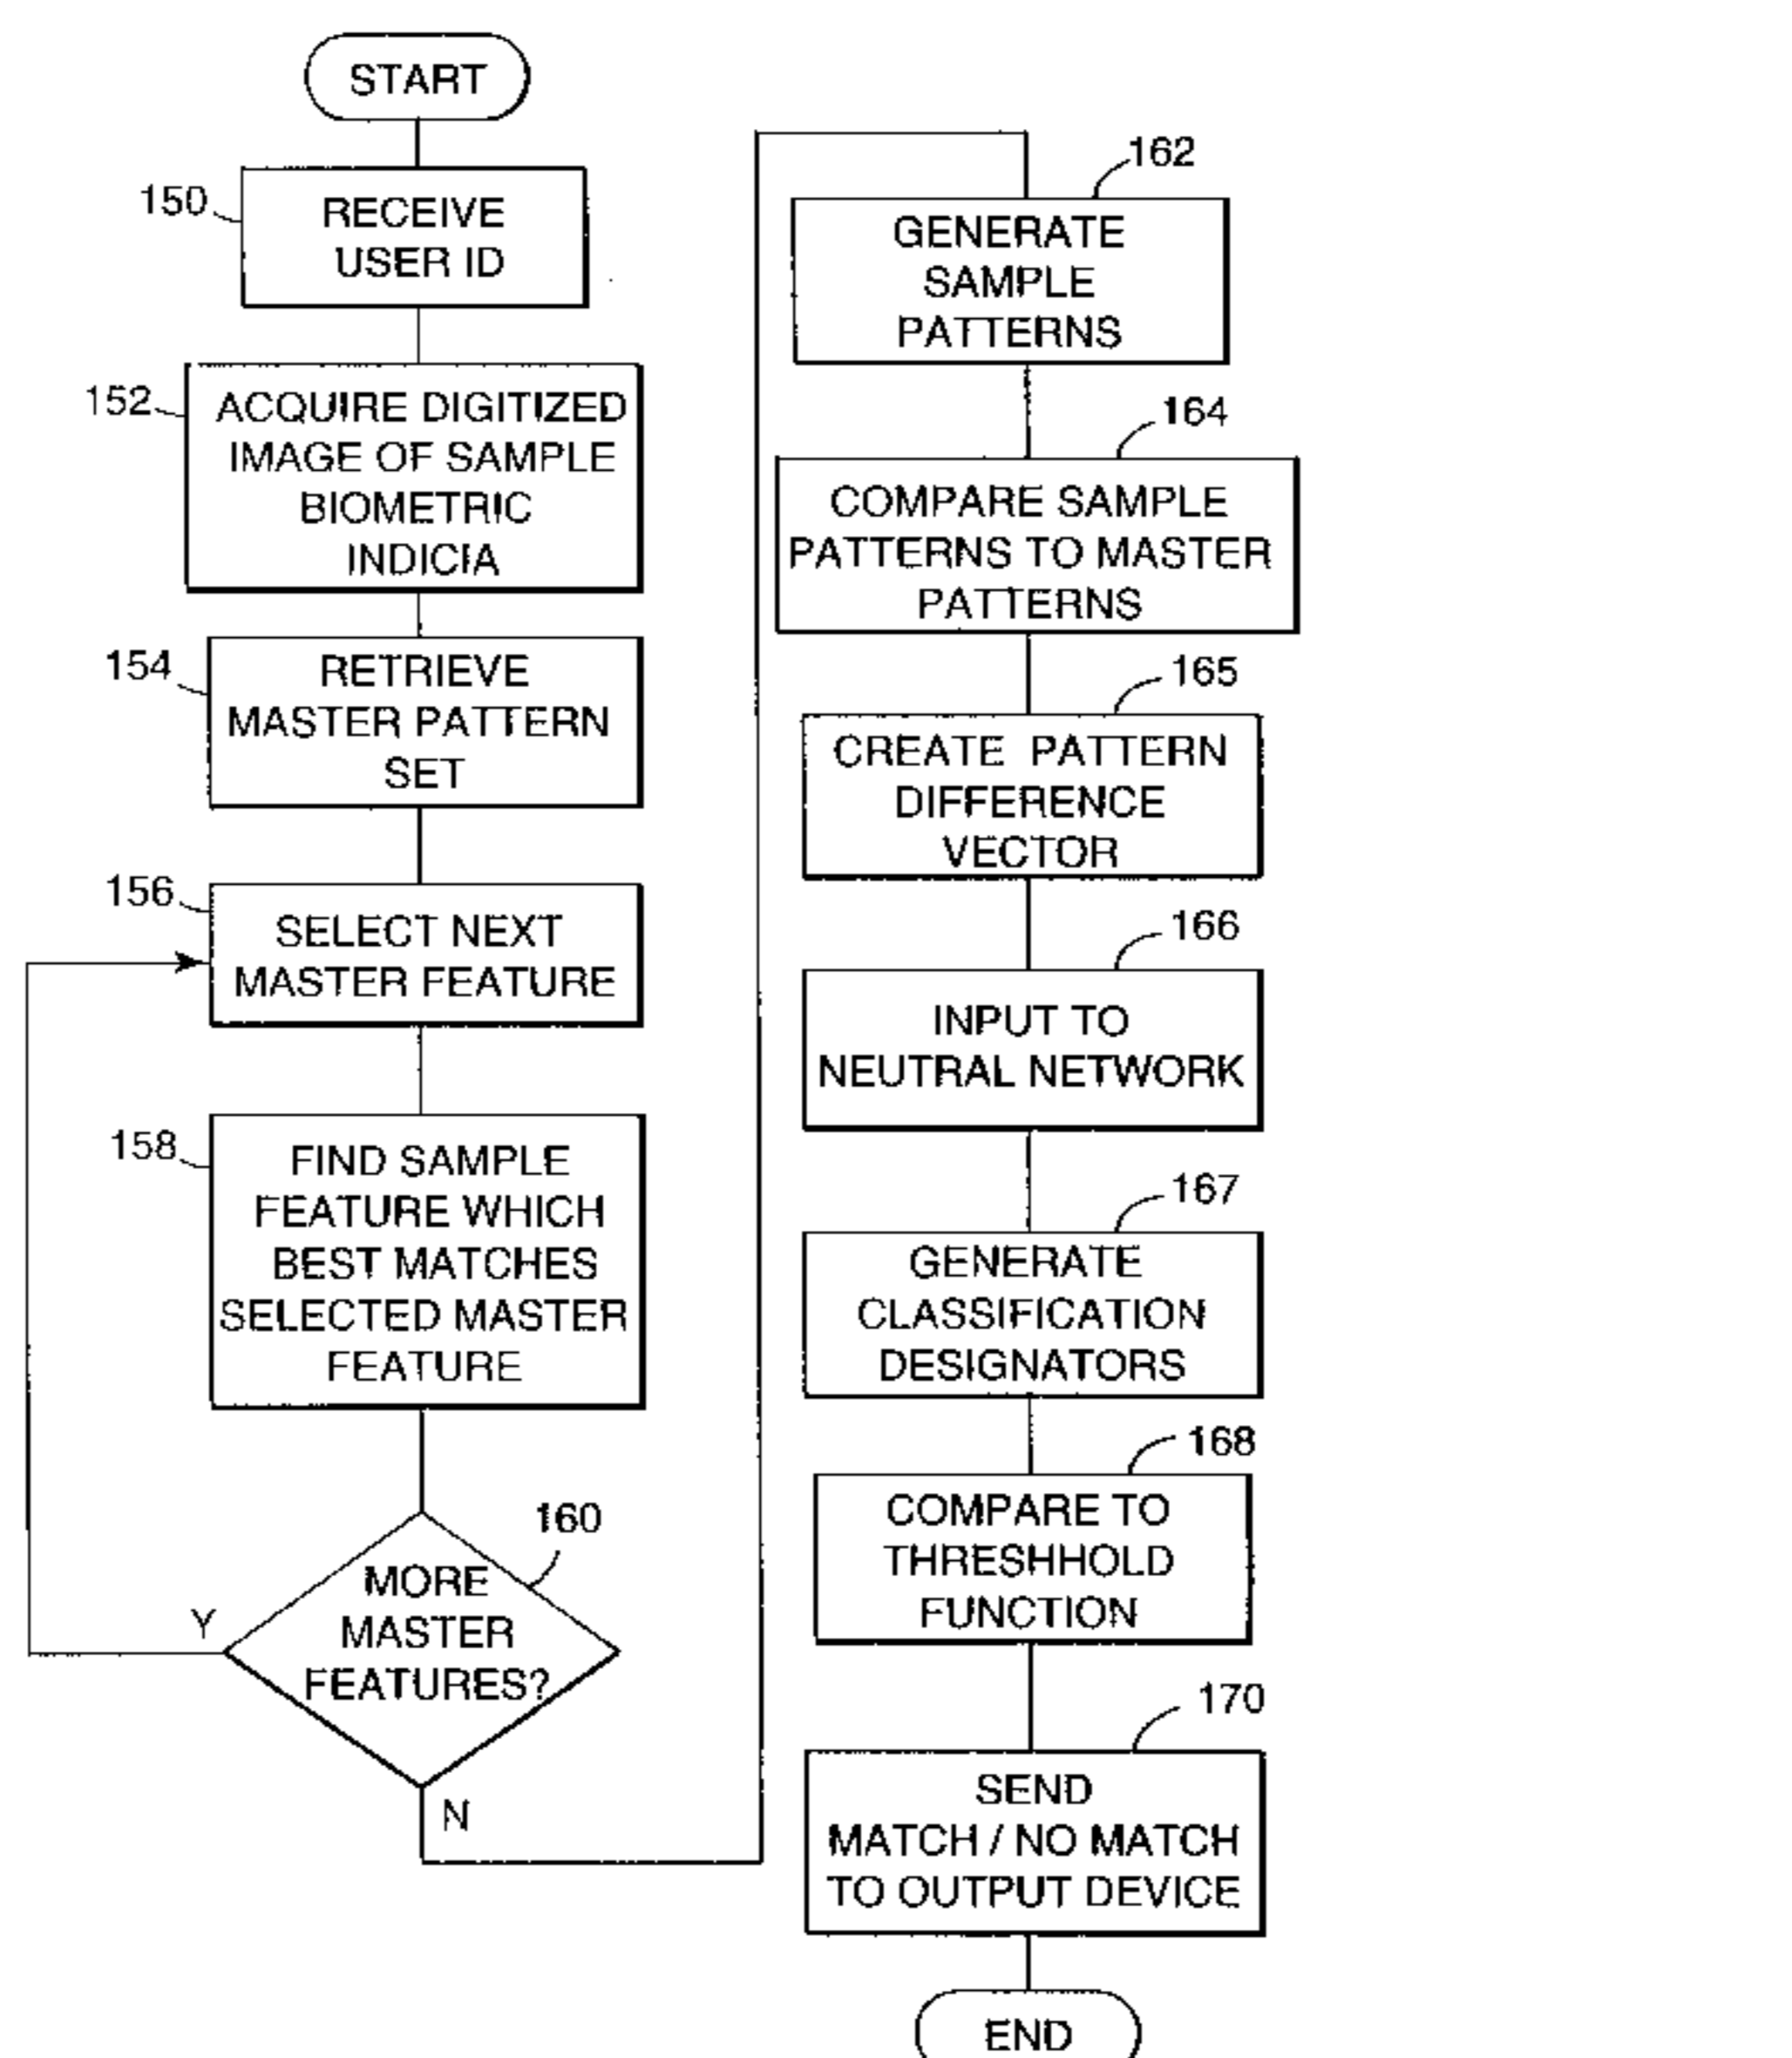 START
150
RECEIVE
USER ID
152
ACQUIRE DIGITIZED
IMAGE OF SAMPLE
BIOMETRIC
INDICIA
154
RETRIEVE
MASTER PATTERN
SET
156
SELECT NEXT
MASTER FEATURE
158
FIND SAMPLE
FEATURE WHICH
BEST MATCHES
SELECTED MASTER
FEATURE
160
MORE
MASTER
FEATURES?
Y
N
162
GENERATE
SAMPLE
PATTERNS
164
COMPARE SAMPLE
PATTERNS TO MASTER
PATTERNS
165
CREATE PATTERN
DIFFERENCE
VECTOR
166
INPUT TO
NEUTRAL NETWORK
167
GENERATE
CLASSIFICATION
DESIGNATORS
168
COMPARE TO
THRESHHOLD
FUNCTION
170
SEND
MATCH / NO MATCH
TO OUTPUT DEVICE
END